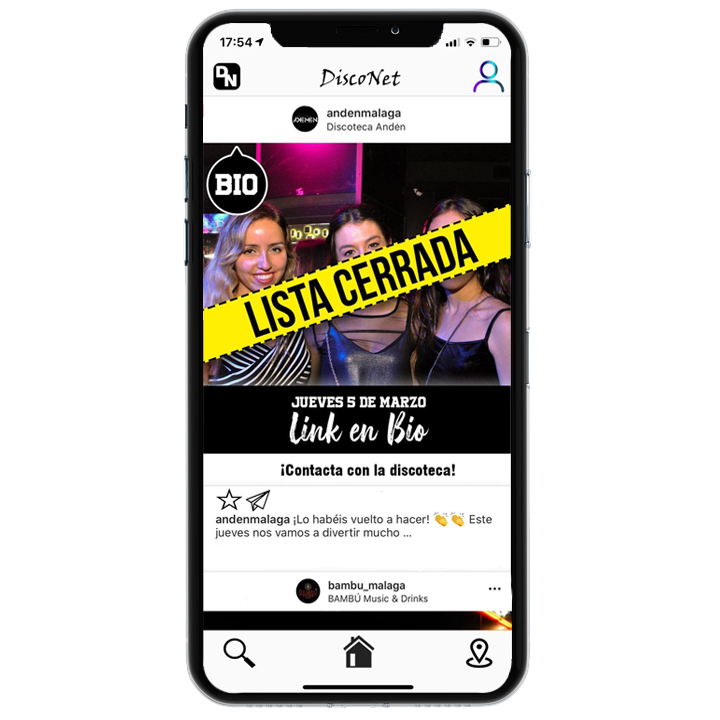 17:54
DN
DiscoNet
andenmalaga
Discoteca Andén
BIO
LISTA CERRADA
JUEVES 5 DE MARZO
Link en Bio
¡Contacta con la discoteca!
andenmalaga ¡Lo habéis vuelto a hacer! 👏👏 Este
jueves nos vamos a divertir mucho ...
bambu_malaga
BAMBÚ Music & Drinks